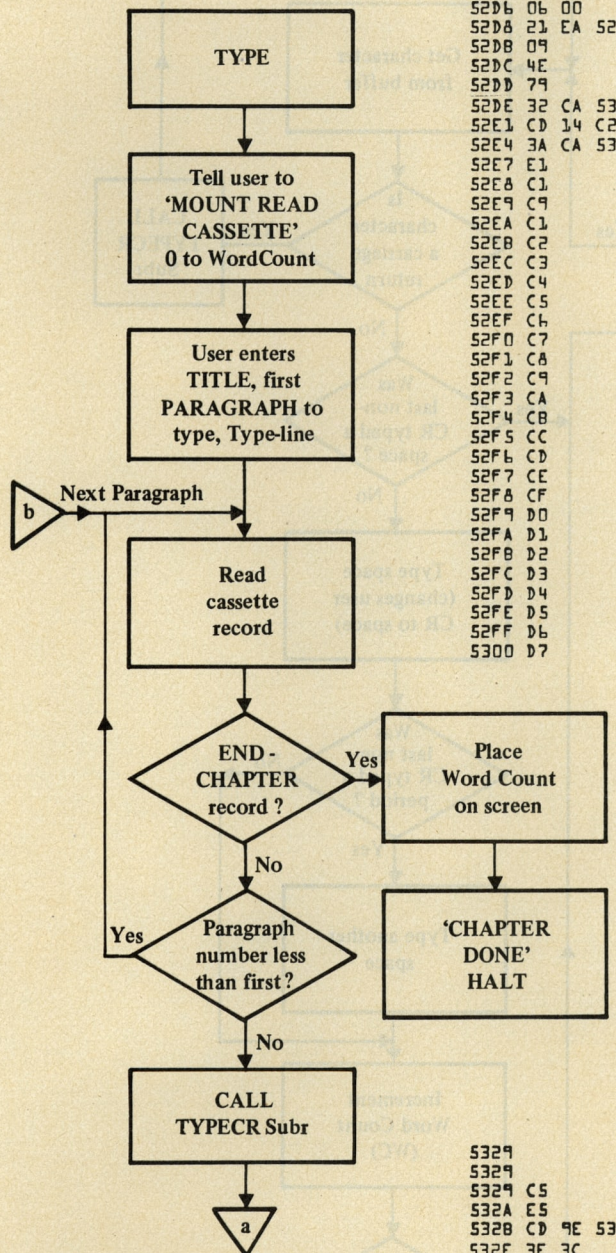 TYPE
Tell user to
‘MOUNT READ
CASSETTE’
0 to WordCount
User enters
TITLE, first
PARAGRAPH to
type, Type-line
b
Next Paragraph
Read
cassette
record
END -
CHAPTER
record ?
Yes
Place
Word Count
on screen
No
Yes
Paragraph
number less
than first?
‘CHAPTER
DONE’
HALT
No
CALL
TYPECR Subr
a
52D6 06 00
52D8 21 EA 52
52DB 09
52DC 4E
52DD 79
52DE 32 CA 53
52E1 CD 14 C2
52E4 3A CA 53
52E7 E1
52E8 C1
52E9 C9
52EA C1
52EB C2
52EC C3
52ED C4
52EE C5
52EF C6
52F0 C7
52F1 C8
52F2 C9
52F3 CA
52F4 CB
52F5 CC
52F6 CD
52F7 CE
52F8 CF
52F9 D0
52FA D1
52FB D2
52FC D3
52FD D4
52FE D5
52FF D6
5300 D7
5329
5329
5329 C5
532A E5
532B CD 9E 53
532E 3E 3C